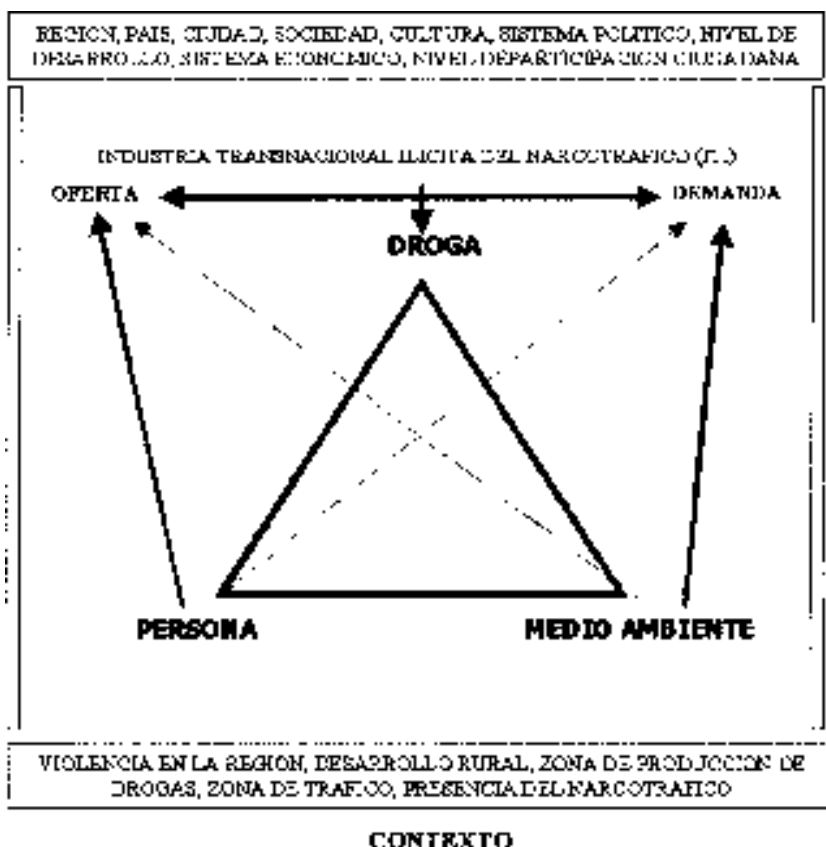 REGION, PAIS, CIUDAD, SOCIEDAD, CULTURA, SISTEMA POLITICO, NIVEL DE
DESARROLLO, SISTEMA ECONOMICO, NIVEL DEPARTICIPACION CIUDADANA
INDUSTRIA TRANSNACIONAL ILICITA DEL NARCOTRAFICO
OFERTA
DEMANDA
DROGA
PERSONA
MEDIO AMBIENTE
VIOLENCIA EN LA REGION, DESARROLLO RURAL, ZONA DE PRODUCCION DE
DROGAS, ZONA DE TRAFICO, PRESENCIA DEL NARCOTRAFICO
CONTEXTO